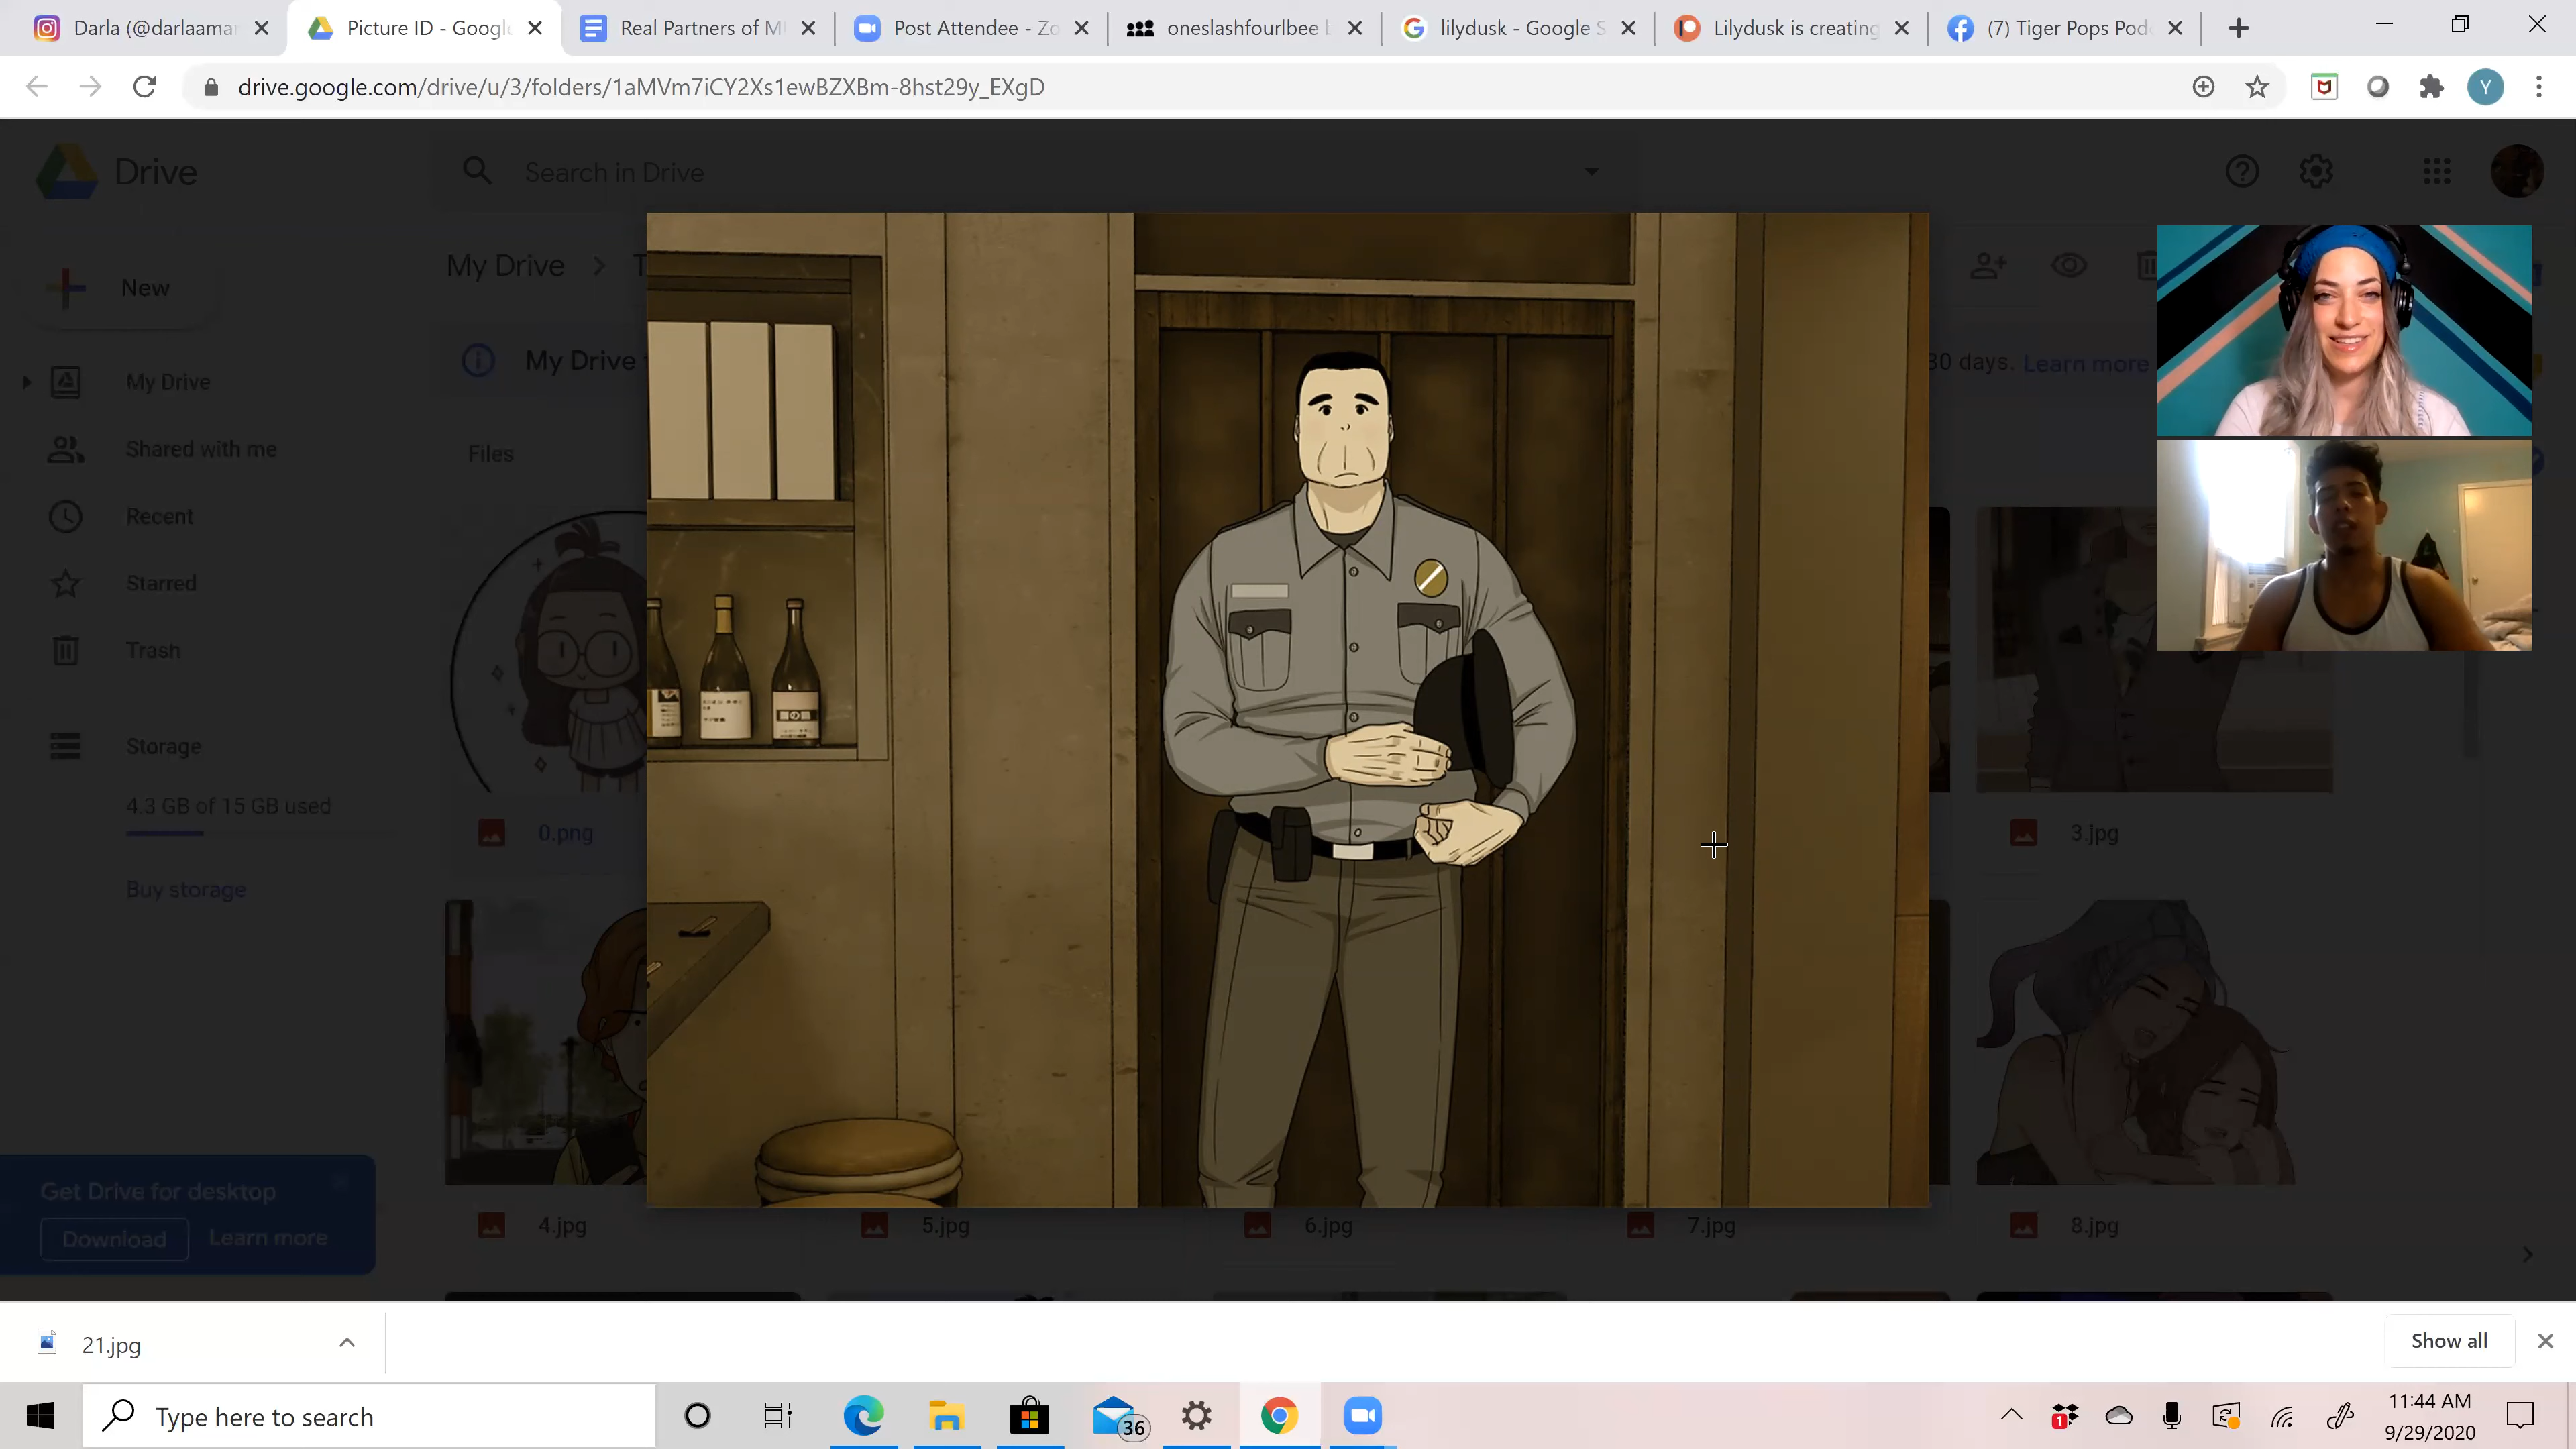 Darla (@darlaamar
Picture ID - Google
Real Partners of M
Post Attendee - Zo
oneslashfourlbee b
lilydusk - Google S
Lilydusk is creating
(7) Tiger Pops Pod
drive.google.com/drive/u/3/folders/1aMVm7iCY2Xs1ewBZXBm-8hst29y_EXgD
Y
Drive
Search in Drive
My Drive > T
New
My Drive
30 days. Learn more
My Drive
Shared with me
Files
Recent
Starred
Trash
Storage
4.3 GB of 15 GB used
0.png
3.jpg
Buy storage
Get Drive for desktop
Download
Learn more
4.jpg
5.jpg
6.jpg
7.jpg
8.jpg
21.jpg
Show all
Type here to search
36
1
11:44 AM
9/29/2020